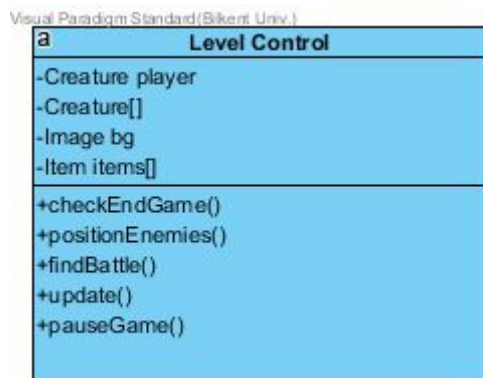 Visual Paradigm Standard(Bilkent Univ.)
a
Level Control
-Creature player
-Creature[]
-Image bg
-Item items[]
+checkEndGame()
+positionEnemies()
+findBattle()
+update()
+pauseGame()